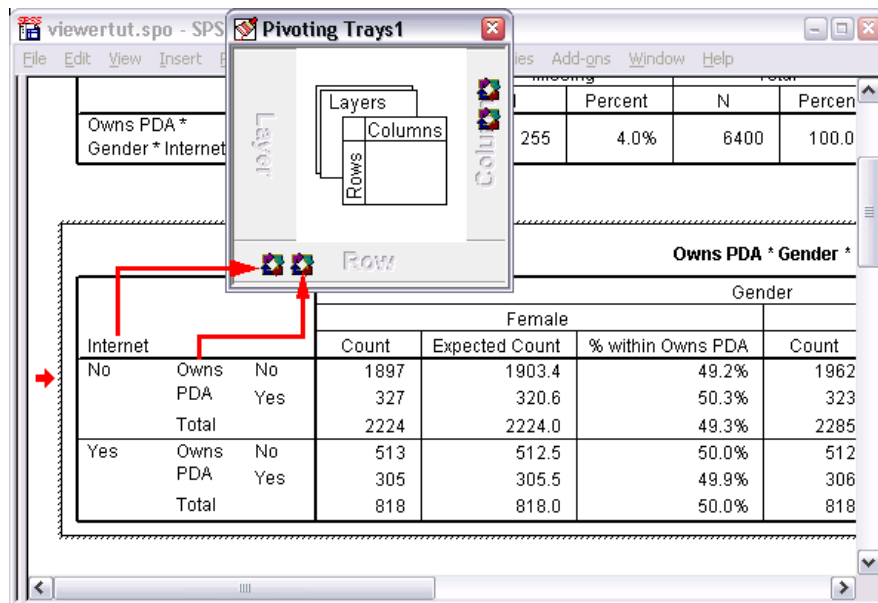 viewertut.spo - SPS
Pivoting Trays1
File Edit View Insert
Add-ons Window Help
Percent N Percen
Owns PDA *
Gender * Internet
255 4.0% 6400 100.0
Layer
Layers
Columns
Rows
Row
Owns PDA * Gender *
Gender
Female
Internet Count Expected Count % within Owns PDA Count
No Owns PDA No 1897 1903.4 49.2% 1962
Yes 327 320.6 50.3% 323
Total 2224 2224.0 49.3% 2285
Yes Owns PDA No 513 512.5 50.0% 512
Yes 305 305.5 49.9% 306
Total 818 818.0 50.0% 818